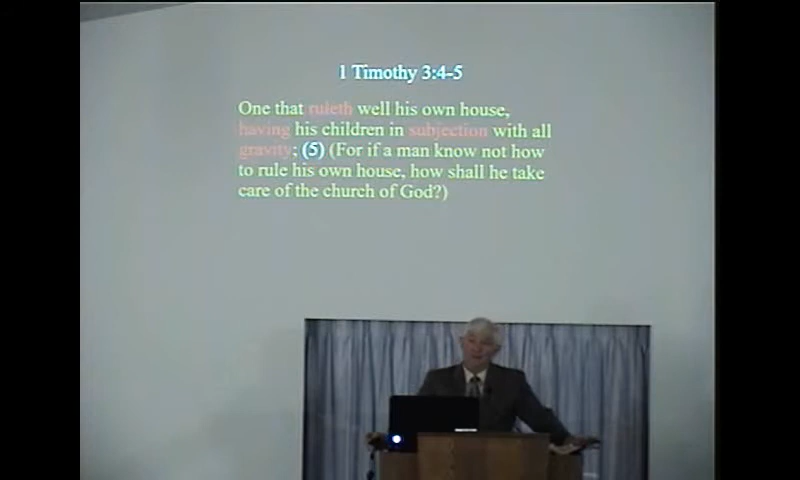 1 Timothy 3:4-5
One that ruleth well his own house,
having his children in subjection with all
gravity; (5) (For if a man know not how
to rule his own house, how shall he take
care of the church of God?)